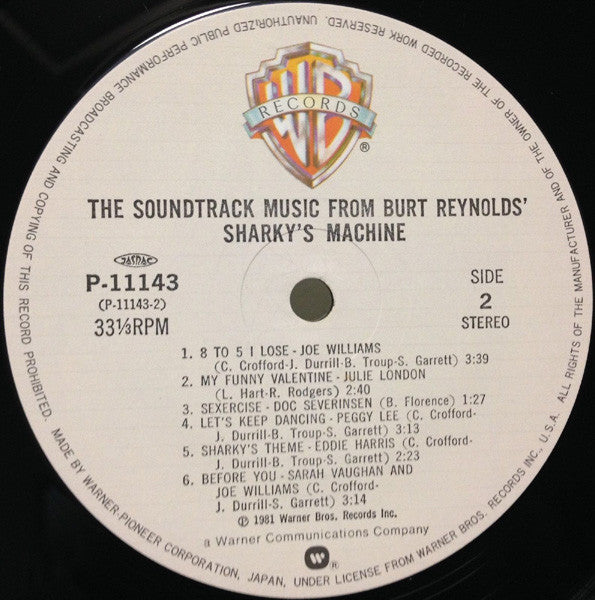 UNAUTHORIZED PUBLIC PERFORMANCE BROADCASTING AND COPYING OF THIS RECORD PROHIBITED. MADE BY WARNER-PIONEER CORPORATION, JAPAN, UNDER LICENSE FROM WARNER BROS. RECORDS INC., U.S.A. ALL RIGHTS OF THE MANUFACTURER AND OF THE OWNER OF THE RECORDED WORK RESERVED.
WB
RECORDS
®
THE SOUNDTRACK MUSIC FROM BURT REYNOLDS'
SHARKY'S MACHINE
JASRAC
P-11143
(P-11143-2)
33⅓RPM
SIDE
2
STEREO
1. 8 TO 5 I LOSE - JOE WILLIAMS
(C. Crofford-J. Durrill-B. Troup-S. Garrett) 3:39
2. MY FUNNY VALENTINE - JULIE LONDON
(L. Hart-R. Rodgers) 2:40
3. SEXERCISE - DOC SEVERINSEN (B. Florence) 1:27
4. LET'S KEEP DANCING - PEGGY LEE (C. Crofford-
J. Durrill-B. Troup-S. Garrett) 3:13
5. SHARKY'S THEME - EDDIE HARRIS (C. Crofford-
J. Durrill-B. Troup-S. Garrett) 2:23
6. BEFORE YOU - SARAH VAUGHAN AND
JOE WILLIAMS (C. Crofford-
J. Durrill-S. Garrett) 3:14
℗ 1981 Warner Bros. Records Inc.
a Warner Communications Company
W ®